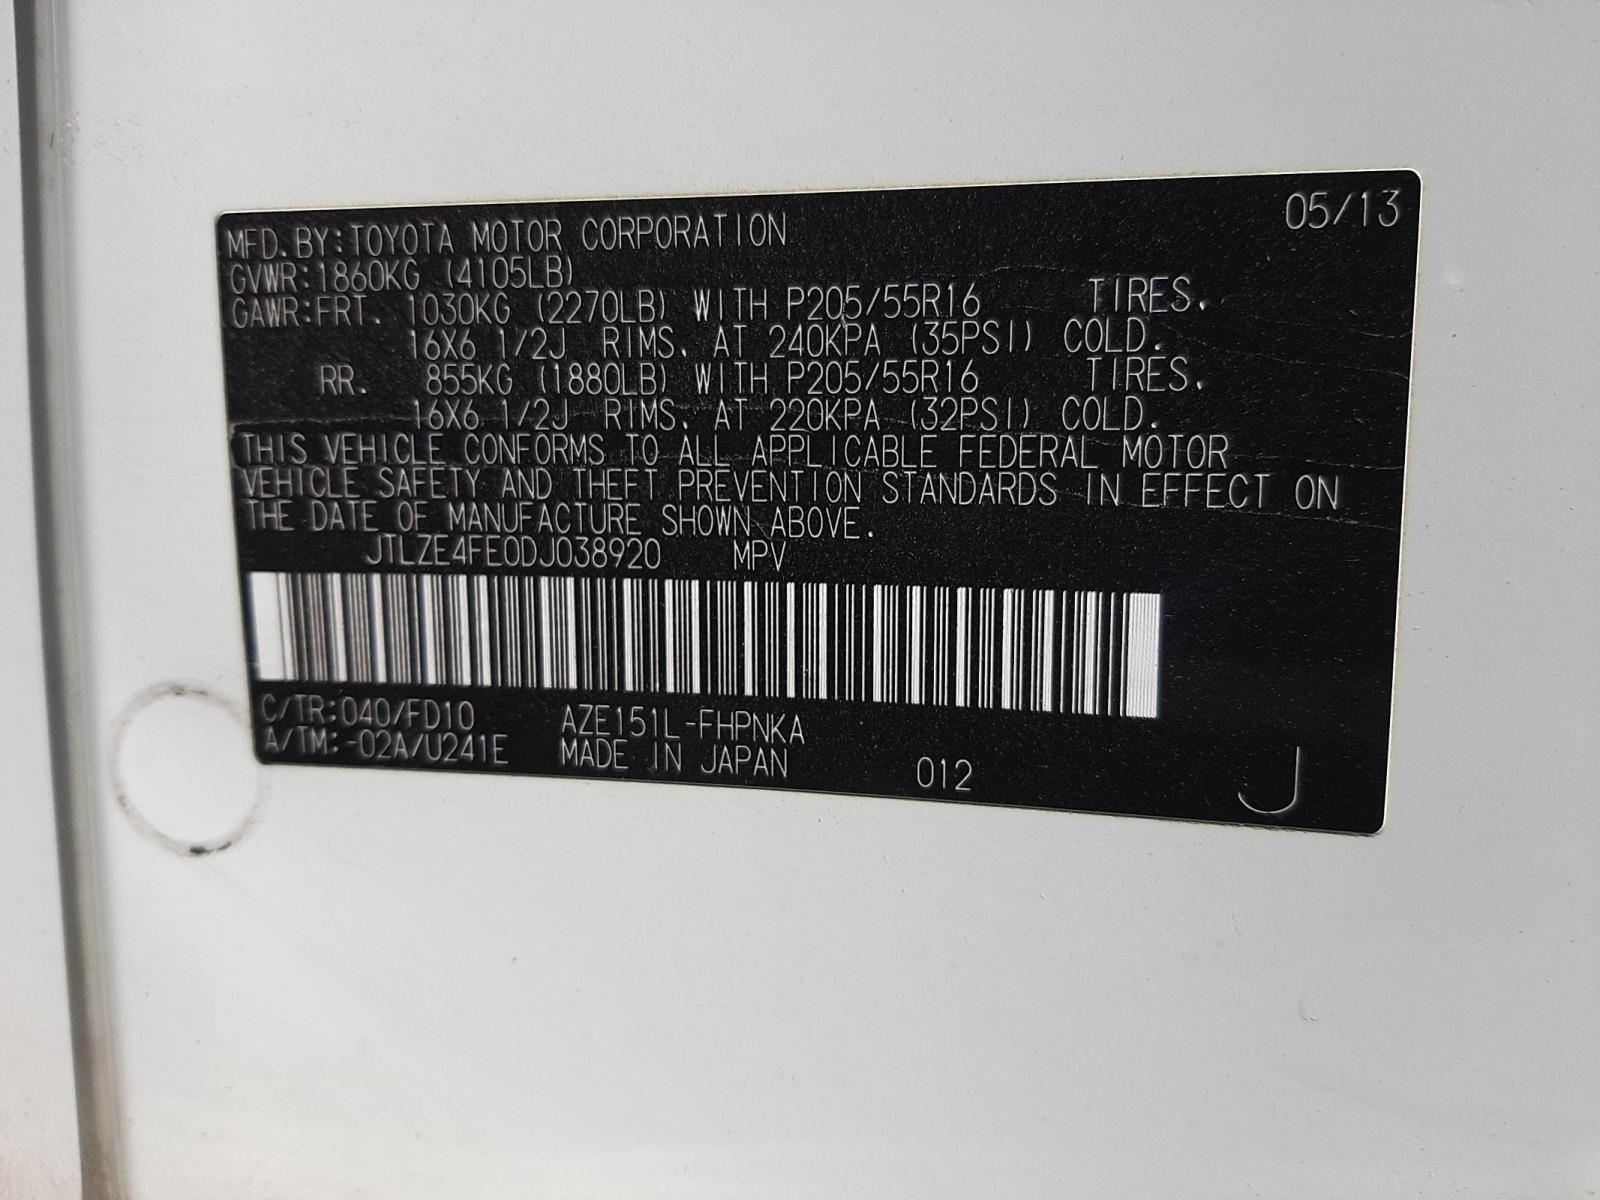 05/13
MFD.BY:TOYOTA MOTOR CORPORATION
GVWR:1860KG (4105LB)
GAWR:FRT. 1030KG (2270LB) WITH P205/55R16 TIRES.
16X6 1/2J RIMS. AT 240KPA (35PSI) COLD.
RR. 855KG (1880LB) WITH P205/55R16 TIRES.
16X6 1/2J RIMS. AT 220KPA (32PSI) COLD.
THIS VEHICLE CONFORMS TO ALL APPLICABLE FEDERAL MOTOR
VEHICLE SAFETY AND THEFT PREVENTION STANDARDS IN EFFECT ON
THE DATE OF MANUFACTURE SHOWN ABOVE.
JTLZE4FE0DJ038920 MPV
C/TR:040/FD10 AZE151L-FHPNKA
A/TM:-02A/U241E MADE IN JAPAN 012 J